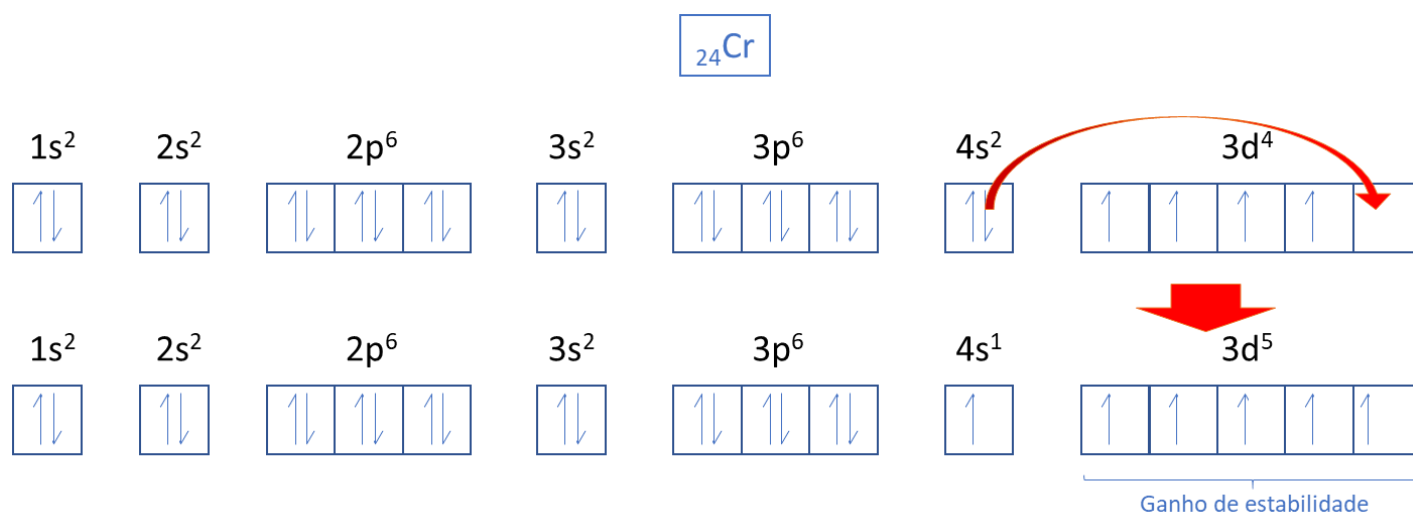 ₂₄Cr
1s² 2s² 2p⁶ 3s² 3p⁶ 4s² 3d⁴
1s² 2s² 2p⁶ 3s² 3p⁶ 4s¹ 3d⁵
Ganho de estabilidade